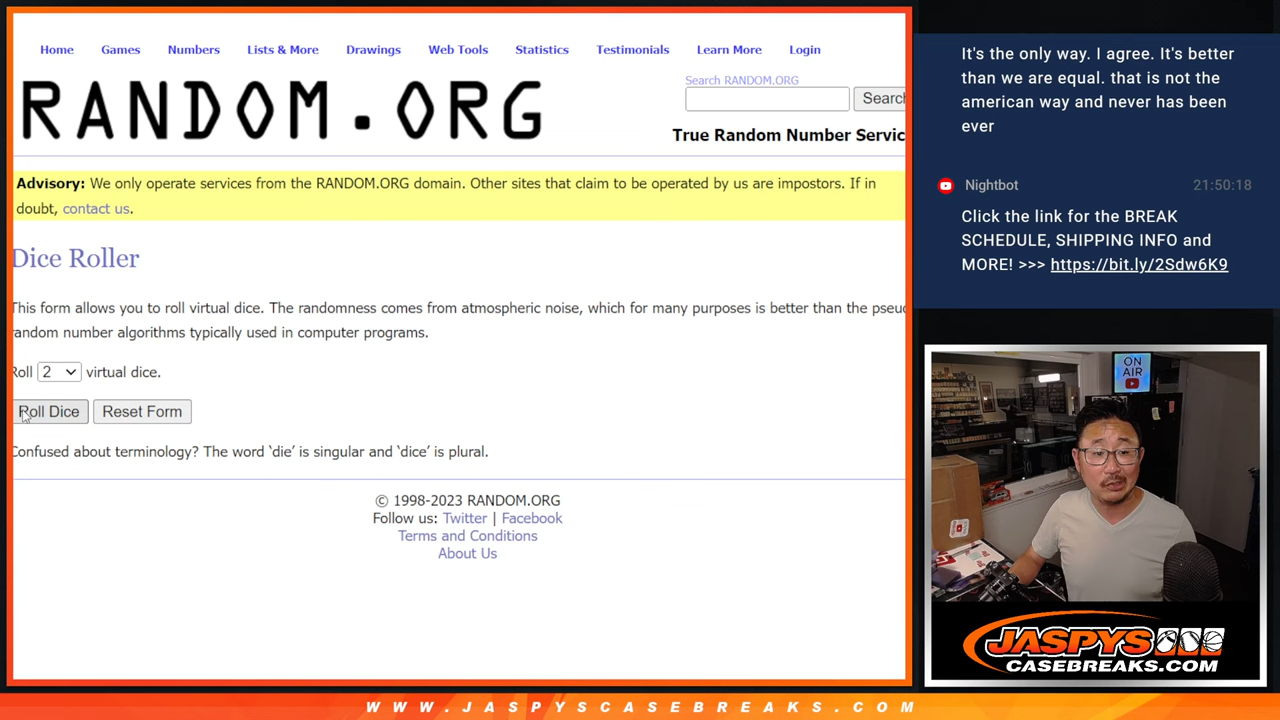 Home Games Numbers Lists & More Drawings Web Tools Statistics Testimonials Learn More Login
RANDOM.ORG
Search RANDOM.ORG
Search
True Random Number Servic
Advisory: We only operate services from the RANDOM.ORG domain. Other sites that claim to be operated by us are impostors. If in
doubt, contact us.
Dice Roller
This form allows you to roll virtual dice. The randomness comes from atmospheric noise, which for many purposes is better than the pseudo
random number algorithms typically used in computer programs.
Roll 2 virtual dice.
Roll Dice Reset Form
Confused about terminology? The word ‘die’ is singular and ‘dice’ is plural.
© 1998-2023 RANDOM.ORG
Follow us: Twitter | Facebook
Terms and Conditions
About Us
It's the only way. I agree. It's better
than we are equal. that is not the
american way and never has been
ever
Nightbot 21:50:18
Click the link for the BREAK
SCHEDULE, SHIPPING INFO and
MORE! >>> https://bit.ly/2Sdw6K9
ON
AIR
JASPYS
CASEBREAKS.COM
WWW.JASPYSCASEBREAKS.COM